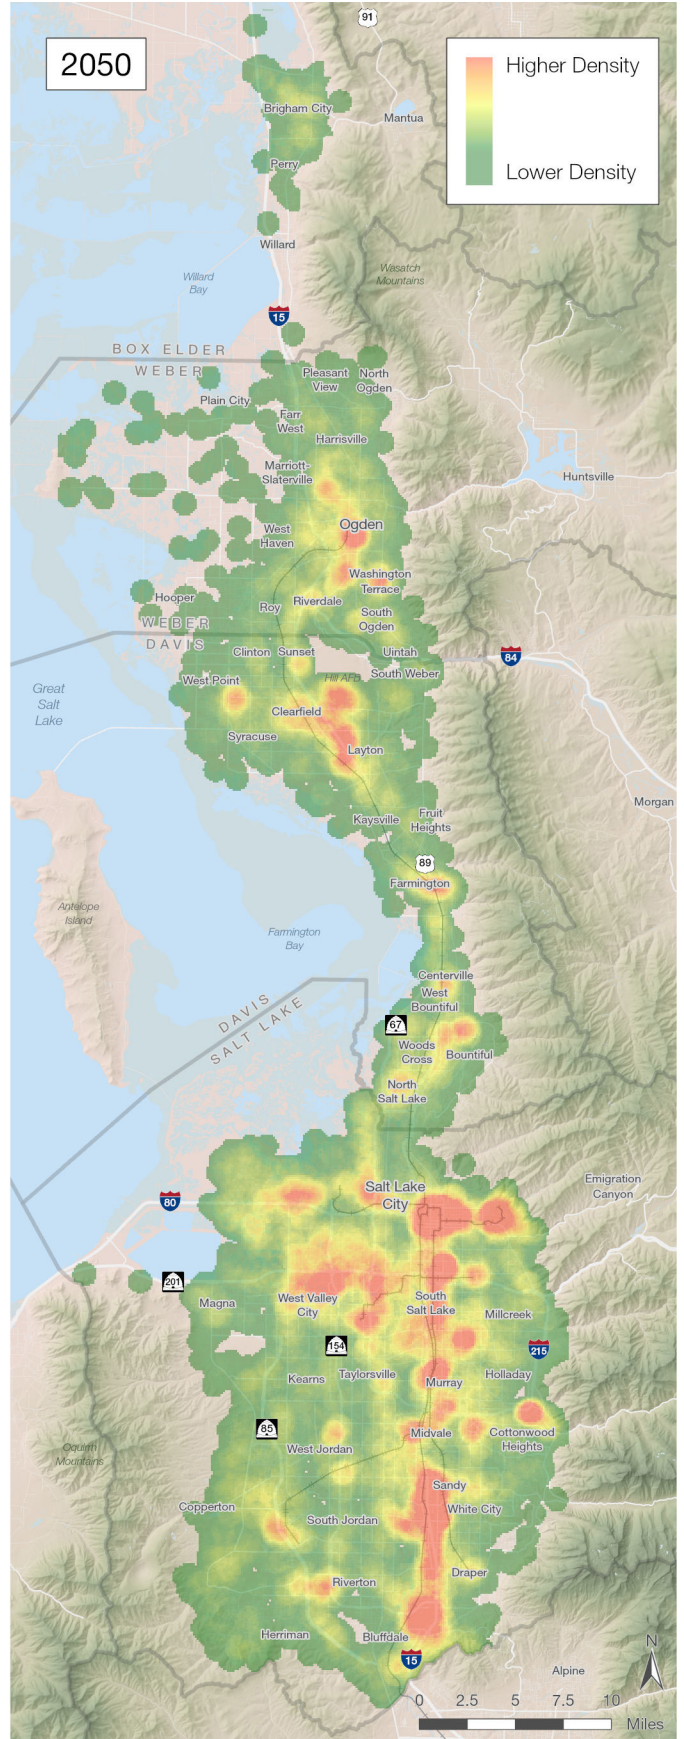 91
2050
Higher Density
Lower Density
Brigham City
Mantua
Perry
Willard
Wasatch
Mountains
Willard
Bay
15
BOX ELDER
WEBER
Pleasant
View
North
Ogden
Plain City
Farr
West
Harrisville
Marriott-
Slaterville
Huntsville
Ogden
West
Haven
Washington
Terrace
Hooper
Riverdale
Roy
South
Ogden
WEBER
DAVIS
Clinton
Sunset
Uintah
84
South Weber
Hill AFB
West Point
Great
Salt
Lake
Clearfield
Syracuse
Layton
Morgan
Kaysville
Fruit
Heights
89
Farmington
Antelope
Island
Farmington
Bay
Centerville
West
Bountiful
DAVIS
SALT LAKE
67
Woods
Cross
Bountiful
North
Salt Lake
Emigration
Canyon
Salt Lake
City
80
201
Magna
West Valley
City
South
Salt Lake
Millcreek
154
215
Kearns
Taylorsville
Murray
Holladay
85
Midvale
Cottonwood
Heights
West Jordan
Oquirrh
Mountains
Sandy
Copperton
White City
South Jordan
Draper
Riverton
Herriman
Bluffdale
15
Alpine
N
0 2.5 5 7.5 10
Miles